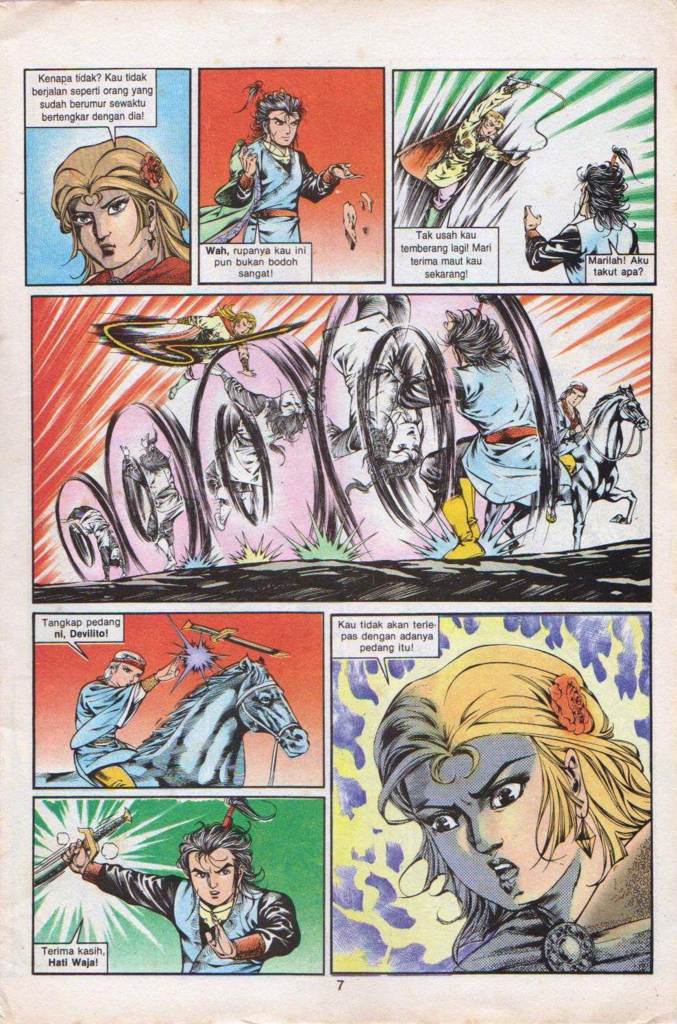 Kenapa tidak? Kau tidak
berjalan seperti orang yang
sudah berumur sewaktu
bertengkar dengan dia!
Wah, rupanya kau ini
pun bukan bodoh
sangat!
Tak usah kau
temberang lagi! Mari
terima maut kau
sekarang!
Marilah! Aku
takut apa?
Tangkap pedang
ni, Devilito!
Terima kasih,
Hati Waja!
Kau tidak akan terle-
pas dengan adanya
pedang itu!
7